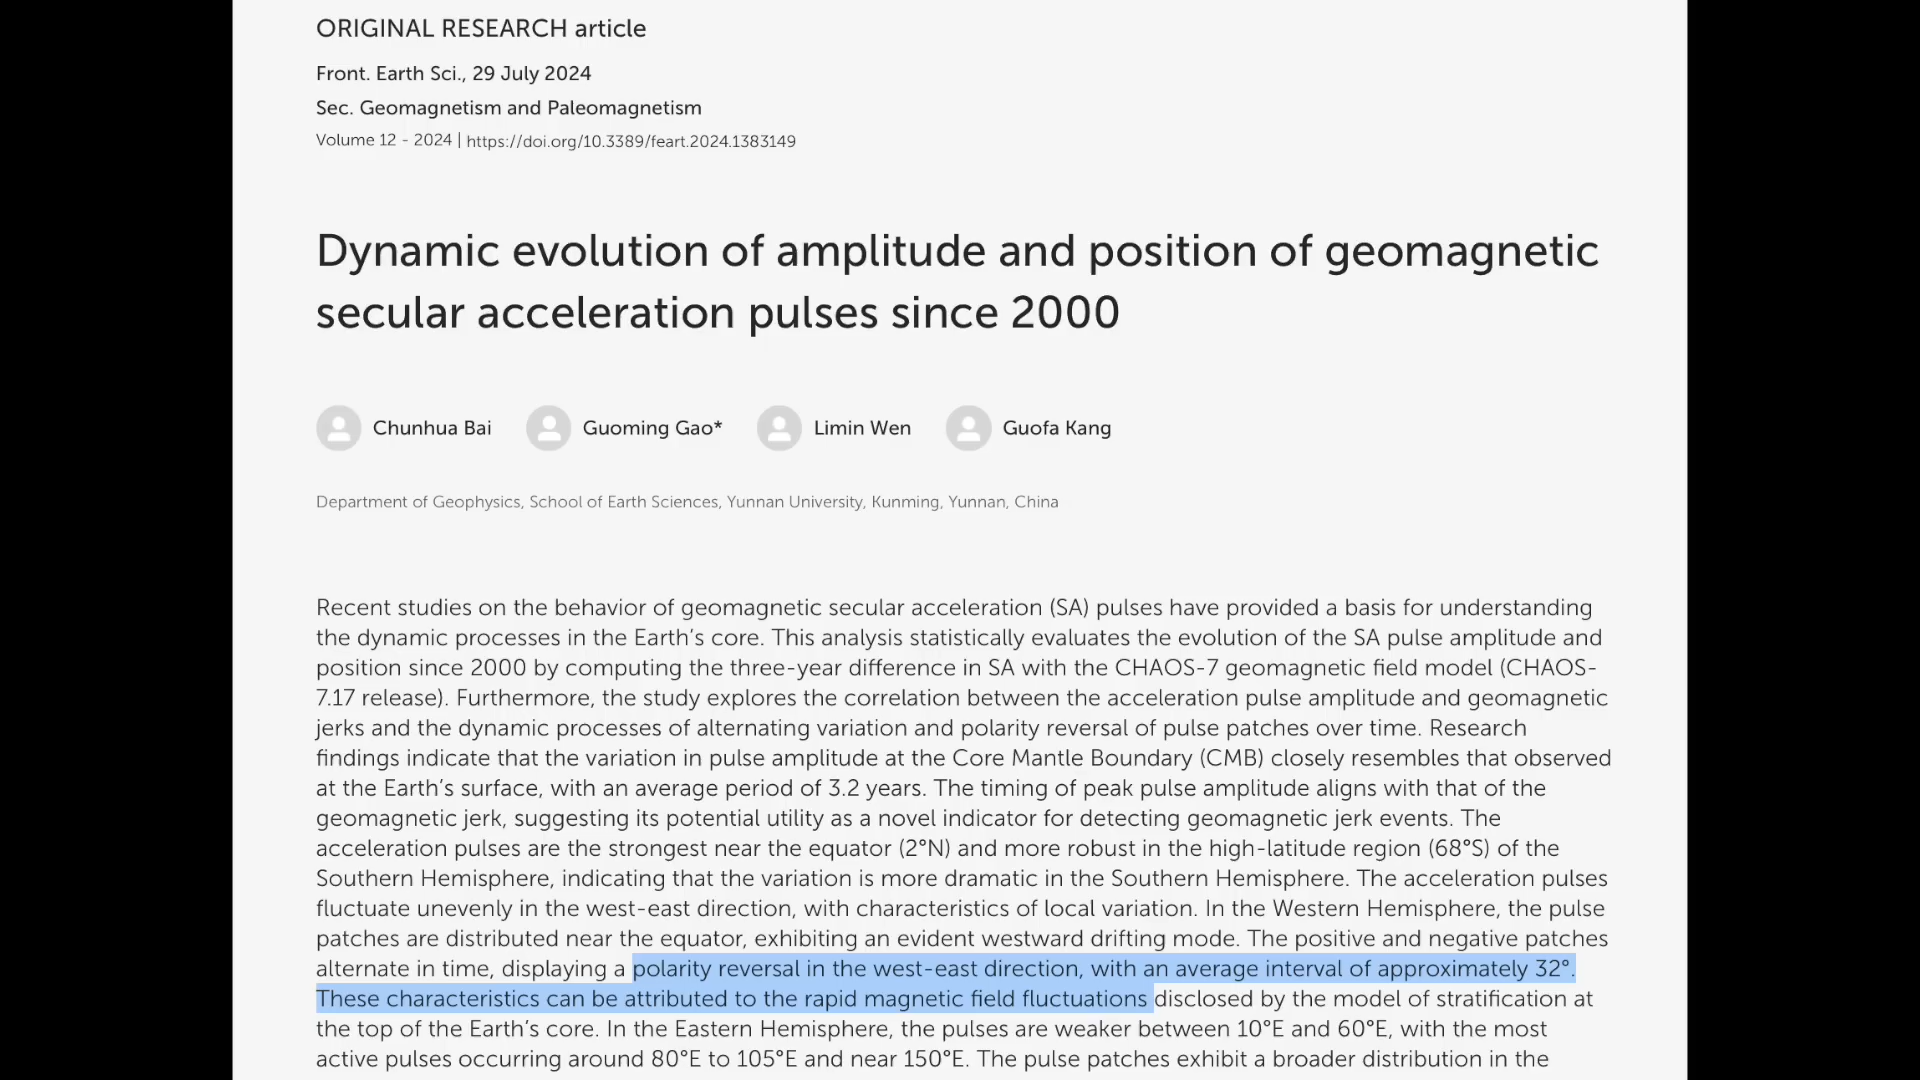 ORIGINAL RESEARCH article
Front. Earth Sci., 29 July 2024
Sec. Geomagnetism and Paleomagnetism
Volume 12 - 2024 | https://doi.org/10.3389/feart.2024.1383149
Dynamic evolution of amplitude and position of geomagnetic
secular acceleration pulses since 2000
Chunhua Bai Guoming Gao* Limin Wen Guofa Kang
Department of Geophysics, School of Earth Sciences, Yunnan University, Kunming, Yunnan, China
Recent studies on the behavior of geomagnetic secular acceleration (SA) pulses have provided a basis for understanding
the dynamic processes in the Earth’s core. This analysis statistically evaluates the evolution of the SA pulse amplitude and
position since 2000 by computing the three-year difference in SA with the CHAOS-7 geomagnetic field model (CHAOS-
7.17 release). Furthermore, the study explores the correlation between the acceleration pulse amplitude and geomagnetic
jerks and the dynamic processes of alternating variation and polarity reversal of pulse patches over time. Research
findings indicate that the variation in pulse amplitude at the Core Mantle Boundary (CMB) closely resembles that observed
at the Earth’s surface, with an average period of 3.2 years. The timing of peak pulse amplitude aligns with that of the
geomagnetic jerk, suggesting its potential utility as a novel indicator for detecting geomagnetic jerk events. The
acceleration pulses are the strongest near the equator (2°N) and more robust in the high-latitude region (68°S) of the
Southern Hemisphere, indicating that the variation is more dramatic in the Southern Hemisphere. The acceleration pulses
fluctuate unevenly in the west-east direction, with characteristics of local variation. In the Western Hemisphere, the pulse
patches are distributed near the equator, exhibiting an evident westward drifting mode. The positive and negative patches
alternate in time, displaying a polarity reversal in the west-east direction, with an average interval of approximately 32°.
These characteristics can be attributed to the rapid magnetic field fluctuations disclosed by the model of stratification at
the top of the Earth’s core. In the Eastern Hemisphere, the pulses are weaker between 10°E and 60°E, with the most
active pulses occurring around 80°E to 105°E and near 150°E. The pulse patches exhibit a broader distribution in the